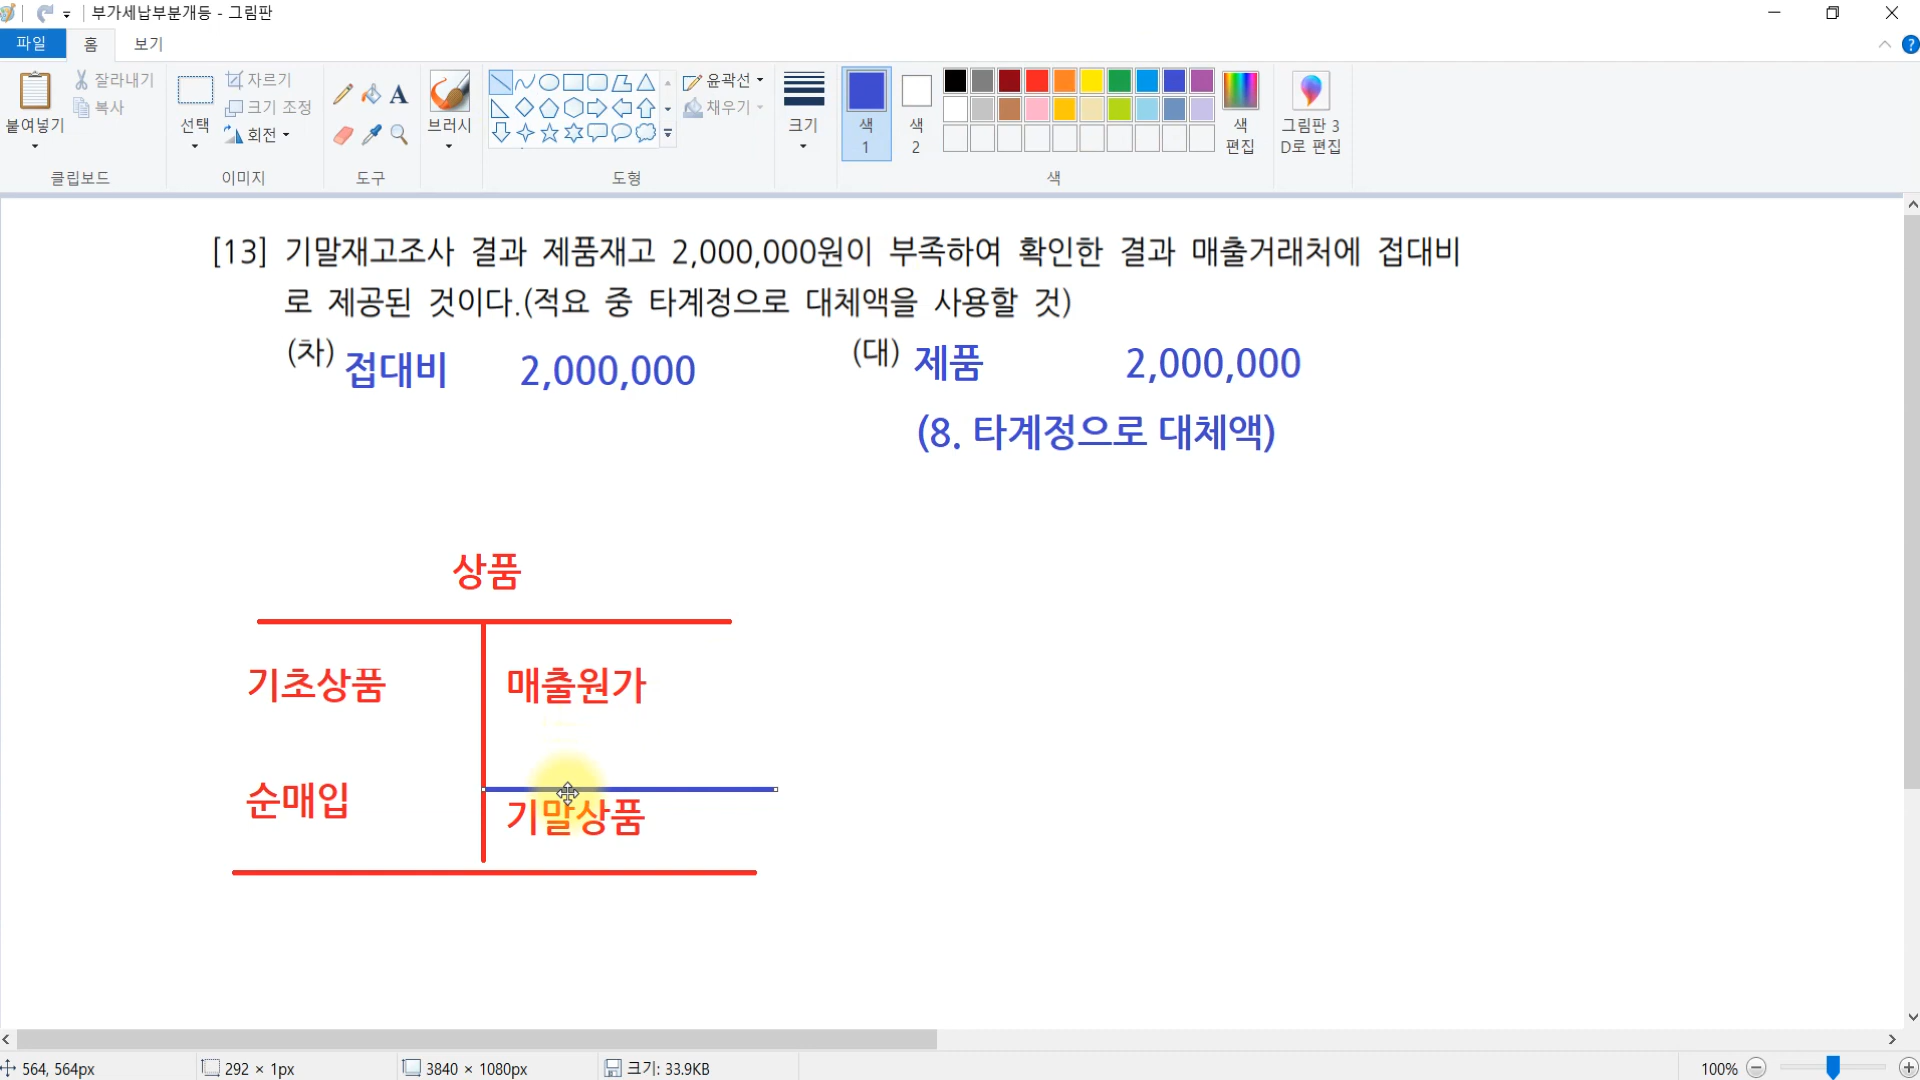 부가세납부분개등 - 그림판
파일 홈 보기
붙여넣기
잘라내기
복사
클립보드
선택
자르기
크기 조정
회전
이미지
A
도구
브러시
윤곽선
채우기
도형
크기
색
1
색
2
색
편집
그림판 3
D로 편집
색
[13] 기말재고조사 결과 제품재고 2,000,000원이 부족하여 확인한 결과 매출거래처에 접대비
로 제공된 것이다.(적요 중 타계정으로 대체액을 사용할 것)
(차) 접대비 2,000,000 (대) 제품 2,000,000
(8. 타계정으로 대체액)
상품
기초상품 매출원가
순매입 기말상품
564, 564px 292 × 1px 3840 × 1080px 크기: 33.9KB 100%